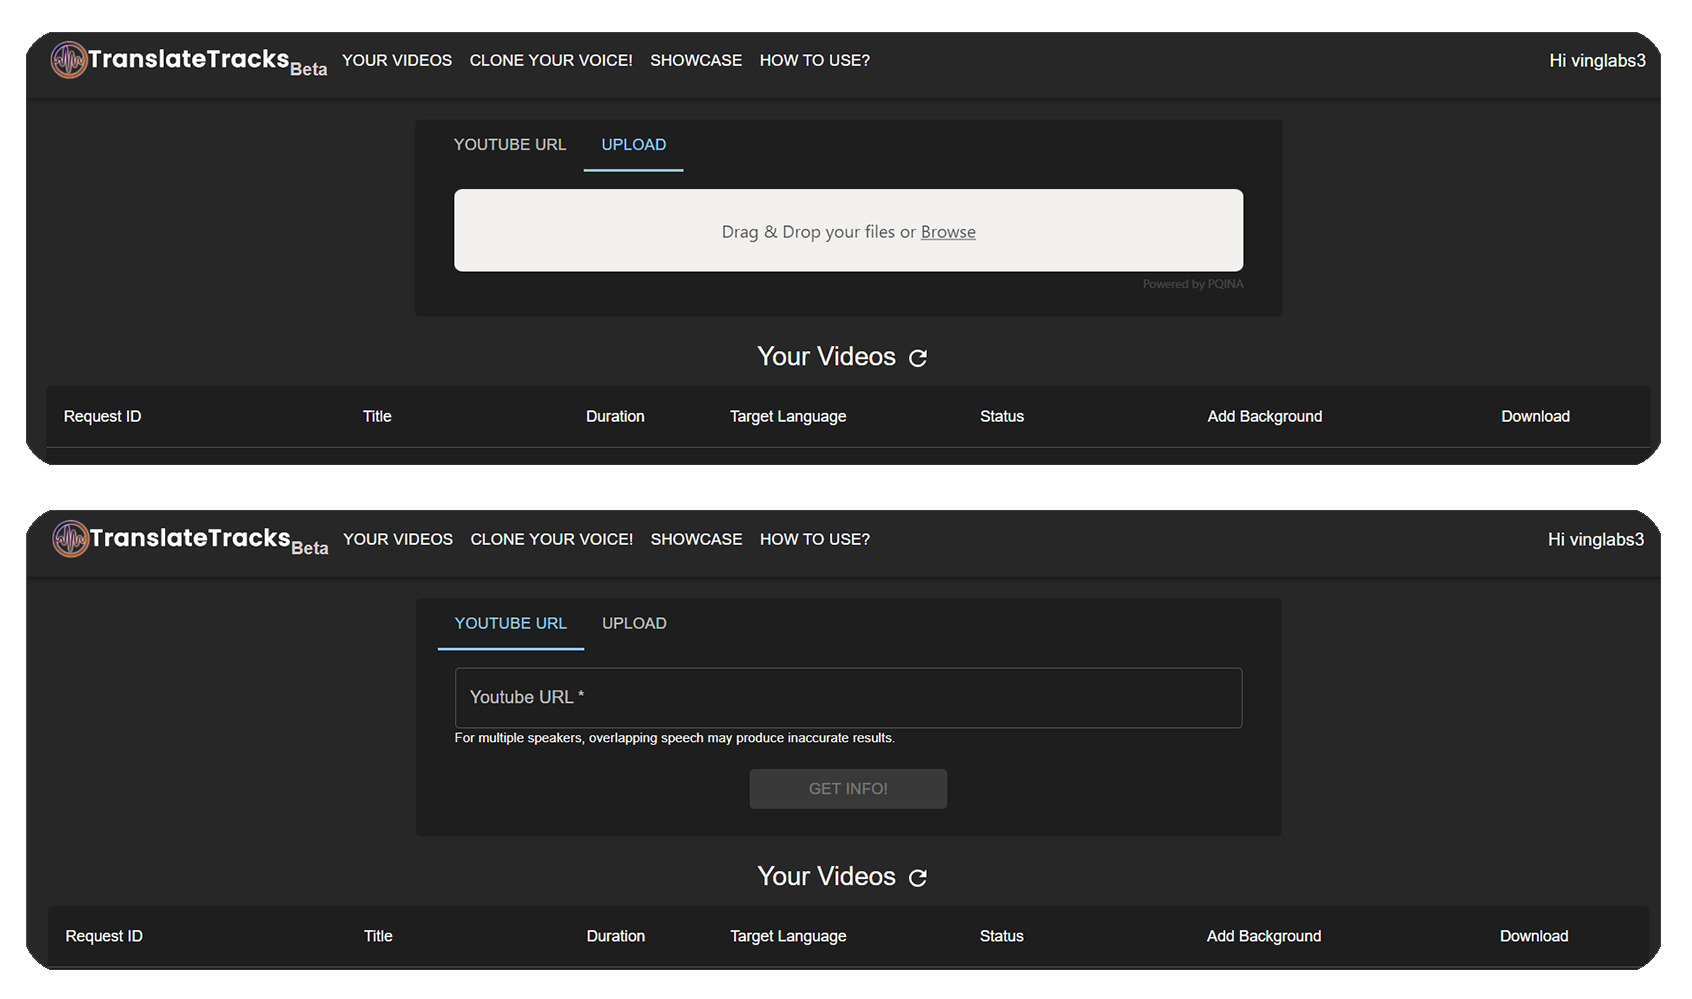 TranslateTracks Beta YOUR VIDEOS CLONE YOUR VOICE! SHOWCASE HOW TO USE? Hi vinglabs3
YOUTUBE URL UPLOAD
Drag & Drop your files or Browse
Powered by PQINA
Your Videos
Request ID Title Duration Target Language Status Add Background Download
TranslateTracks Beta YOUR VIDEOS CLONE YOUR VOICE! SHOWCASE HOW TO USE? Hi vinglabs3
YOUTUBE URL UPLOAD
Youtube URL *
For multiple speakers, overlapping speech may produce inaccurate results.
GET INFO!
Your Videos
Request ID Title Duration Target Language Status Add Background Download